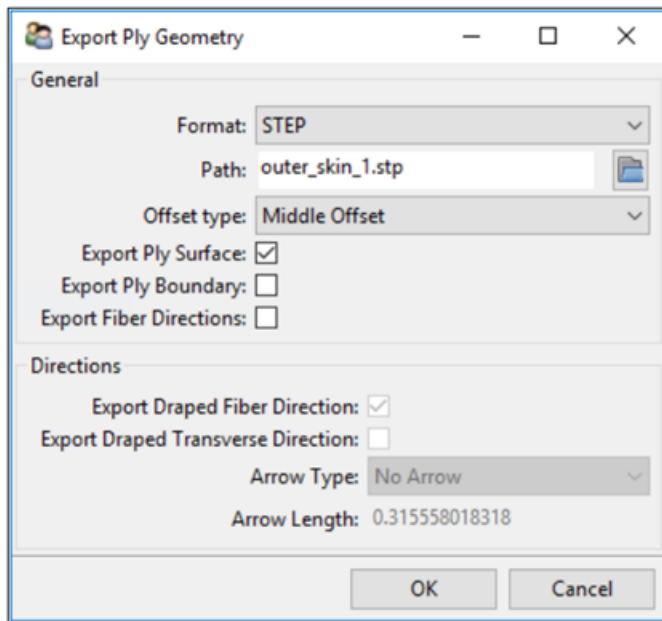 Export Ply Geometry
General
Format: STEP
Path: outer_skin_1.stp
Offset type: Middle Offset
Export Ply Surface:
Export Ply Boundary:
Export Fiber Directions:
Directions
Export Draped Fiber Direction:
Export Draped Transverse Direction:
Arrow Type: No Arrow
Arrow Length: 0.315558018318
OK Cancel